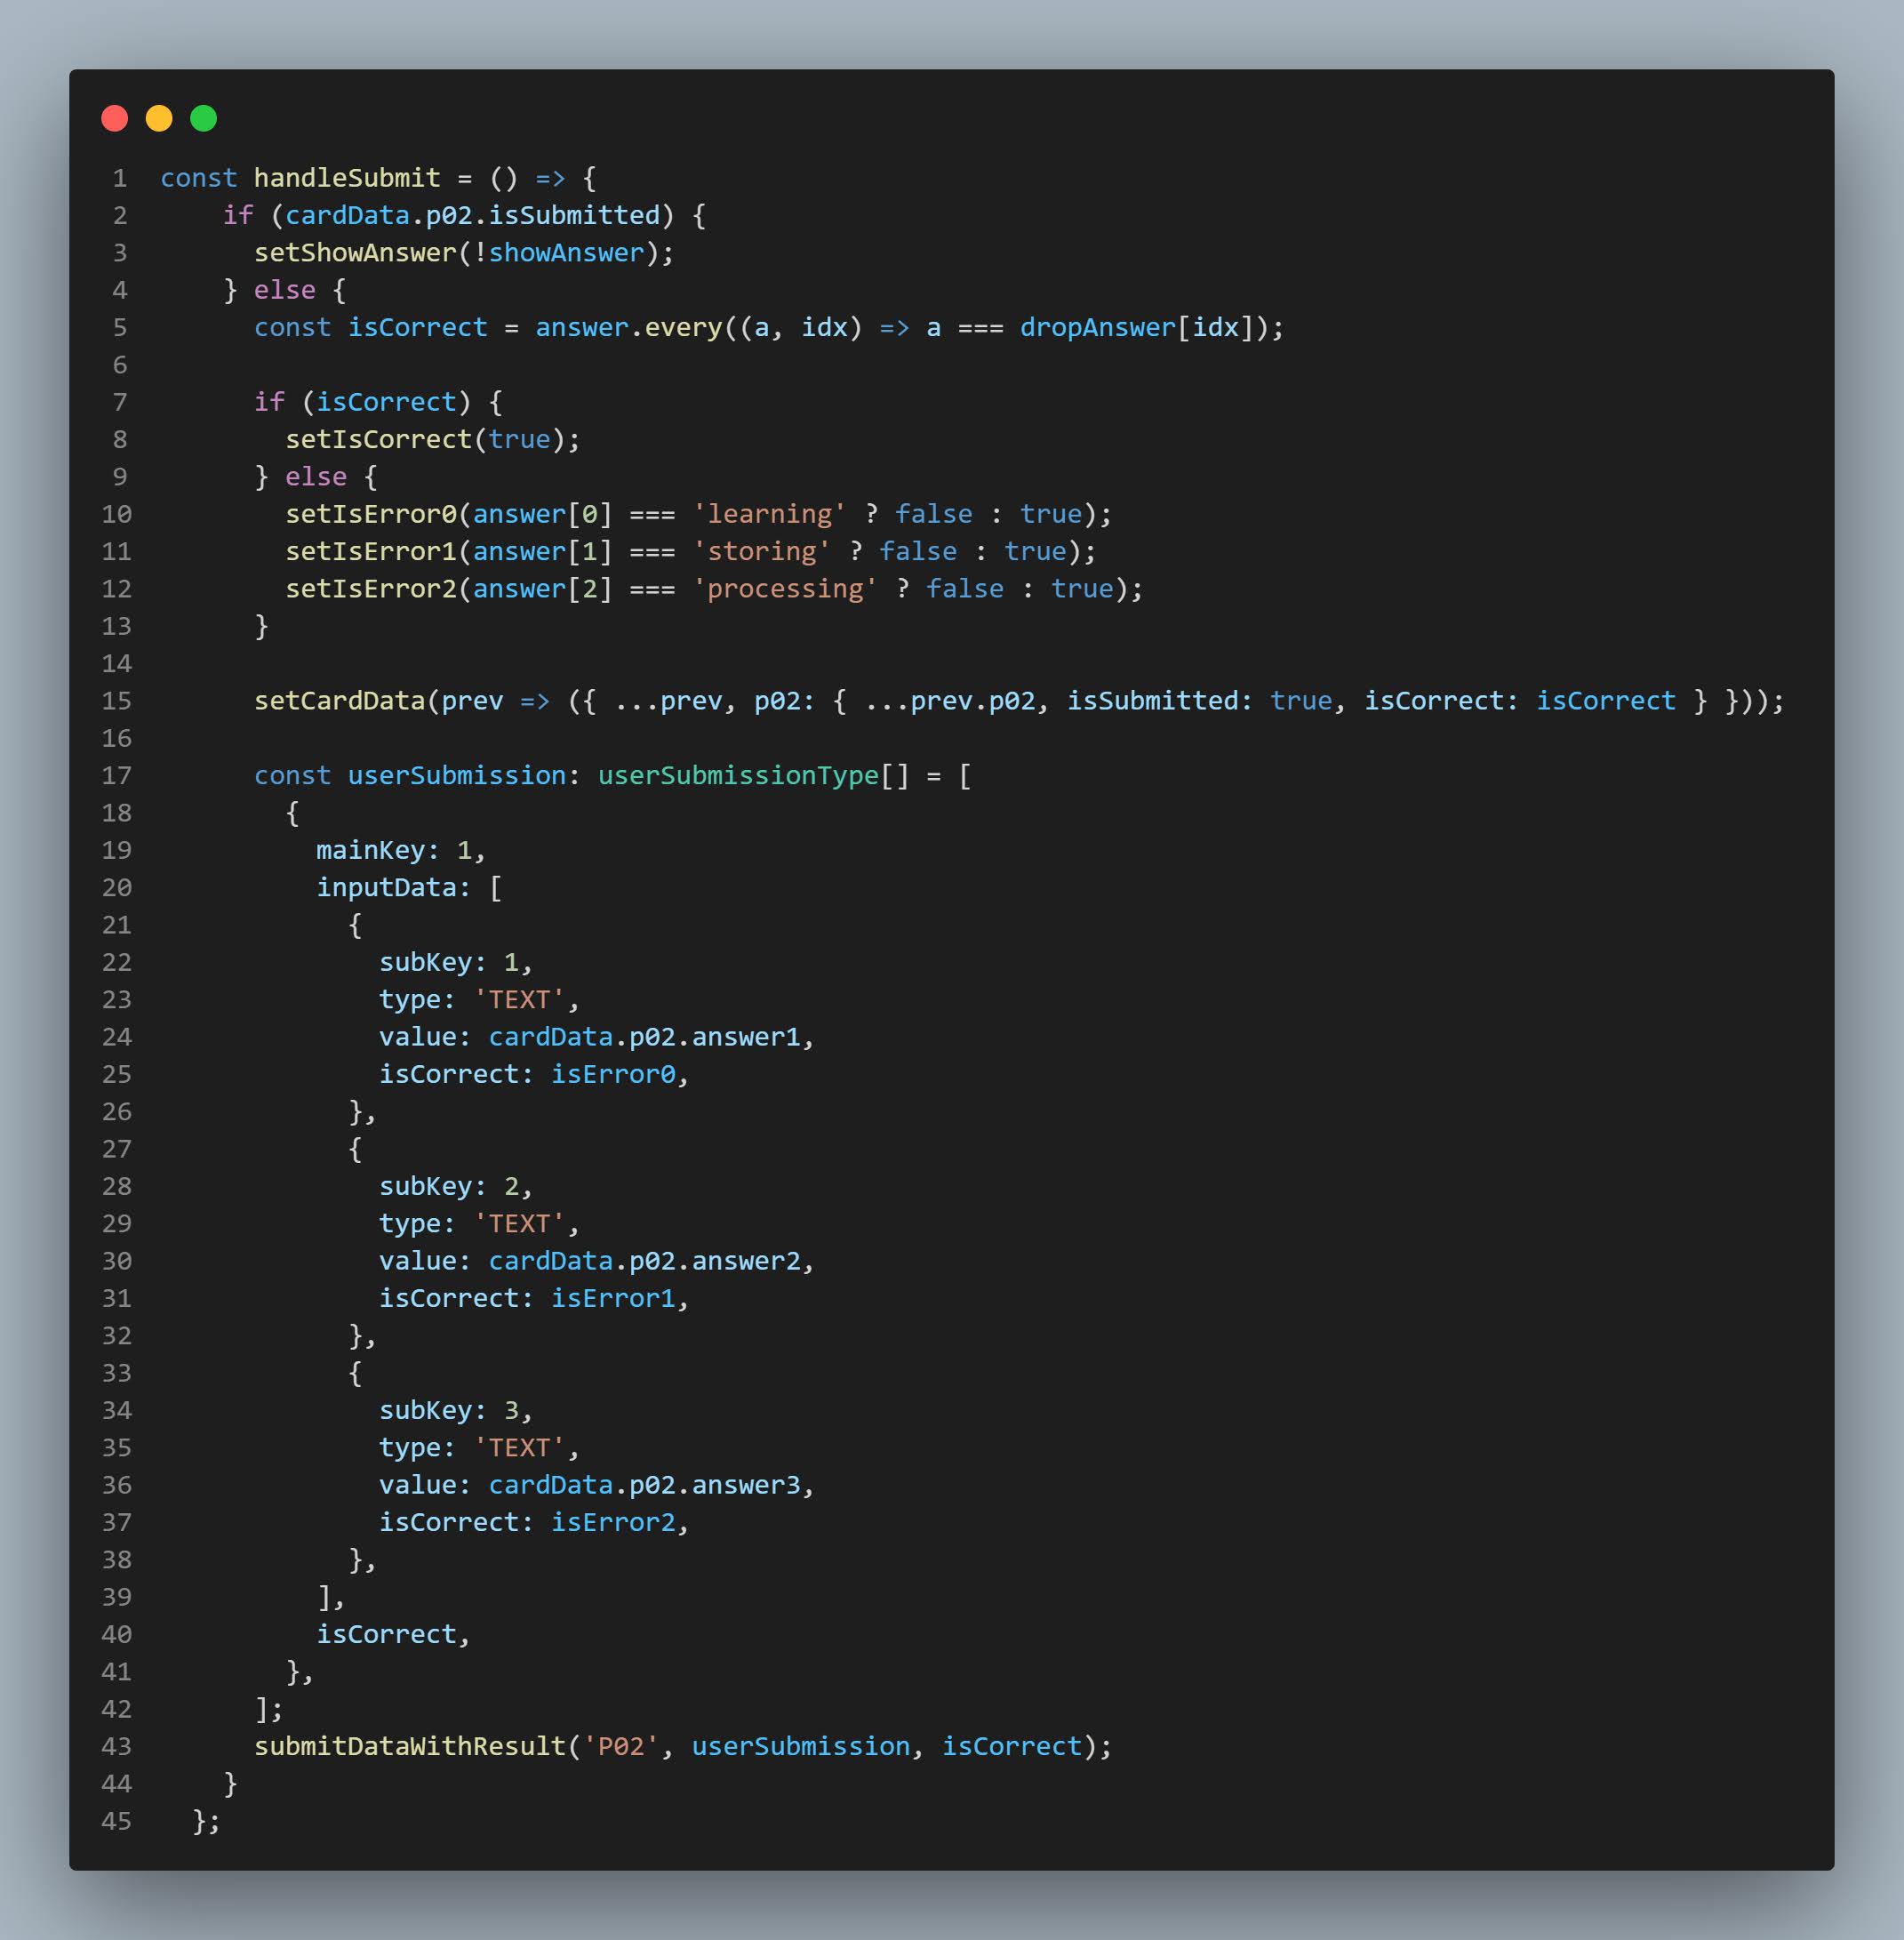 1 const handleSubmit = () => {
2     if (cardData.p02.isSubmitted) {
3       setShowAnswer(!showAnswer);
4     } else {
5       const isCorrect = answer.every((a, idx) => a === dropAnswer[idx]);
6
7       if (isCorrect) {
8         setIsCorrect(true);
9       } else {
10         setIsError0(answer[0] === 'learning' ? false : true);
11         setIsError1(answer[1] === 'storing' ? false : true);
12         setIsError2(answer[2] === 'processing' ? false : true);
13       }
14
15       setCardData(prev => ({ ...prev, p02: { ...prev.p02, isSubmitted: true, isCorrect: isCorrect } }));
16
17       const userSubmission: userSubmissionType[] = [
18         {
19           mainKey: 1,
20           inputData: [
21             {
22               subKey: 1,
23               type: 'TEXT',
24               value: cardData.p02.answer1,
25               isCorrect: isError0,
26             },
27             {
28               subKey: 2,
29               type: 'TEXT',
30               value: cardData.p02.answer2,
31               isCorrect: isError1,
32             },
33             {
34               subKey: 3,
35               type: 'TEXT',
36               value: cardData.p02.answer3,
37               isCorrect: isError2,
38             },
39           ],
40           isCorrect,
41         },
42       ];
43       submitDataWithResult('P02', userSubmission, isCorrect);
44     }
45   };